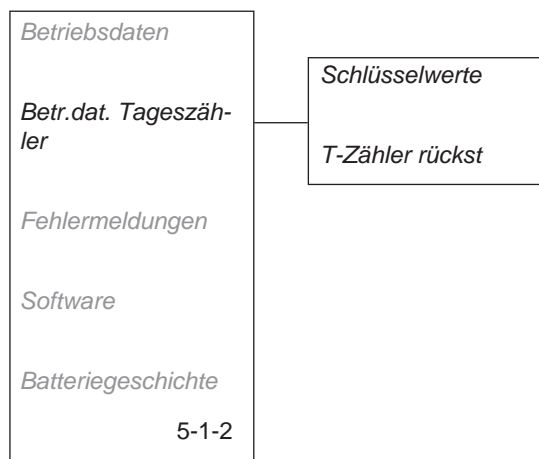 Betriebsdaten
Betr.dat. Tageszäh-
ler
Fehlermeldungen
Software
Batteriegeschichte
5-1-2
Schlüsselwerte
T-Zähler rückst